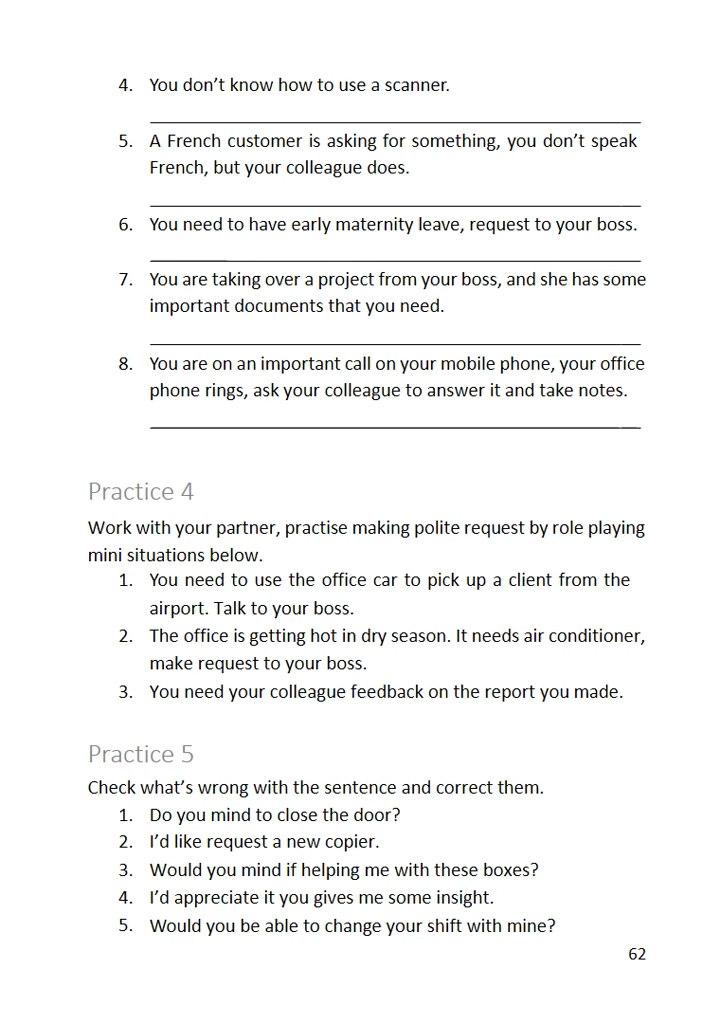 4. You don't know how to use a scanner.
5. A French customer is asking for something, you don't speak
French, but your colleague does.
6. You need to have early maternity leave, request to your boss.
7. You are taking over a project from your boss, and she has some
important documents that you need.
8. You are on an important call on your mobile phone, your office
phone rings, ask your colleague to answer it and take notes.
Practice 4
Work with your partner, practise making polite request by role playing
mini situations below.
1. You need to use the office car to pick up a client from the
airport. Talk to your boss.
2. The office is getting hot in dry season. It needs air conditioner,
make request to your boss.
3. You need your colleague feedback on the report you made.
Practice 5
Check what's wrong with the sentence and correct them.
1. Do you mind to close the door?
2. I'd like request a new copier.
3. Would you mind if helping me with these boxes?
4. I'd appreciate it you gives me some insight.
5. Would you be able to change your shift with mine?
62